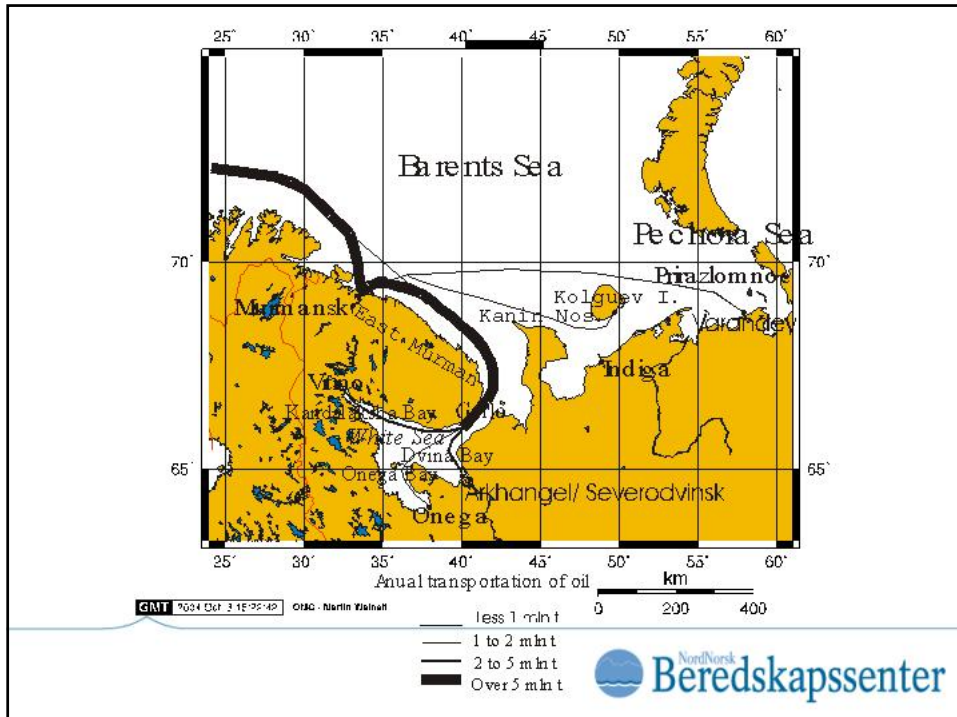 25° 30° 35° 40° 45° 50° 55° 60°
Barents Sea
Pechora Sea
70° 70°
Prirazlomnoe
Kolguev I.
Murmansk
Kanin Nos.
Varandey
East Murman
Indiga
Vitino
Kandalaksha Bay
White Sea
Dvina Bay
65° 65°
Onega Bay
Arkhangel/ Severodvinsk
Onega
25° 30° 35° 40° 45° 50° 55° 60°
Anual transportation of oil
km
0 200 400
GMT
less 1 mln t
1 to 2 mln t
2 to 5 mln t
Over 5 mln t
NordNorsk
Beredskapssenter